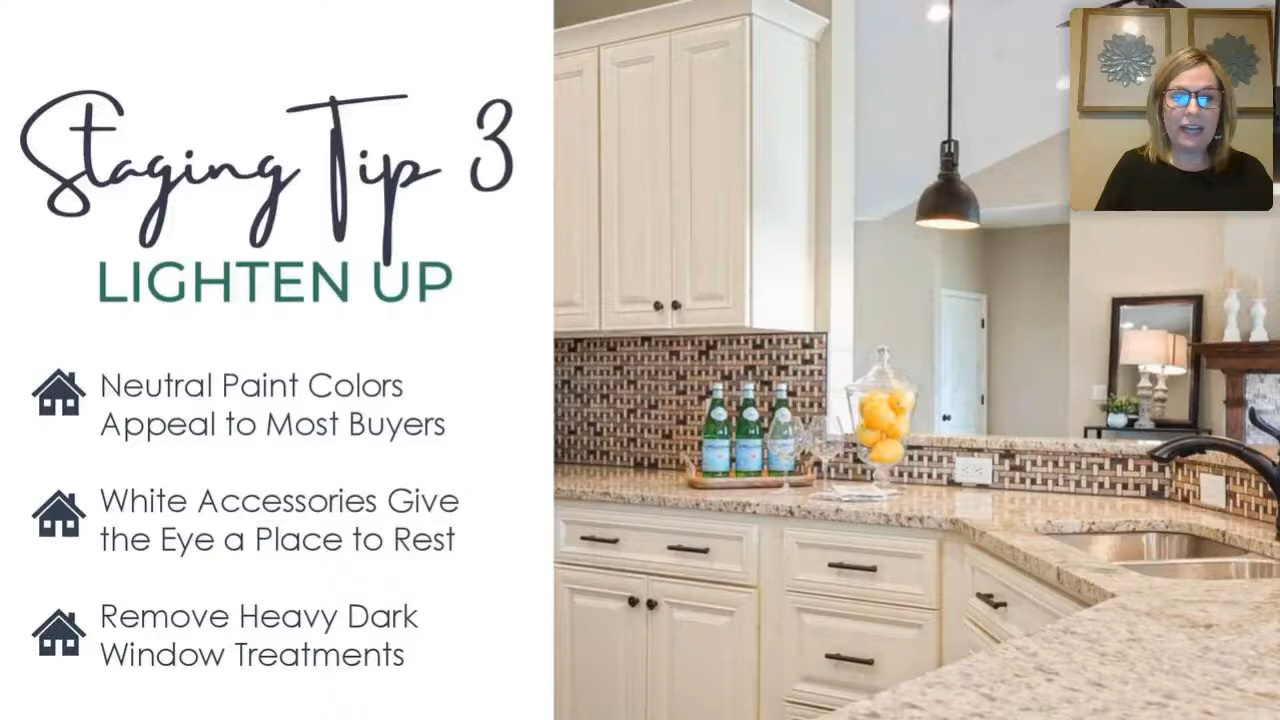 Staging Tip 3
LIGHTEN UP
Neutral Paint Colors
Appeal to Most Buyers
White Accessories Give
the Eye a Place to Rest
Remove Heavy Dark
Window Treatments